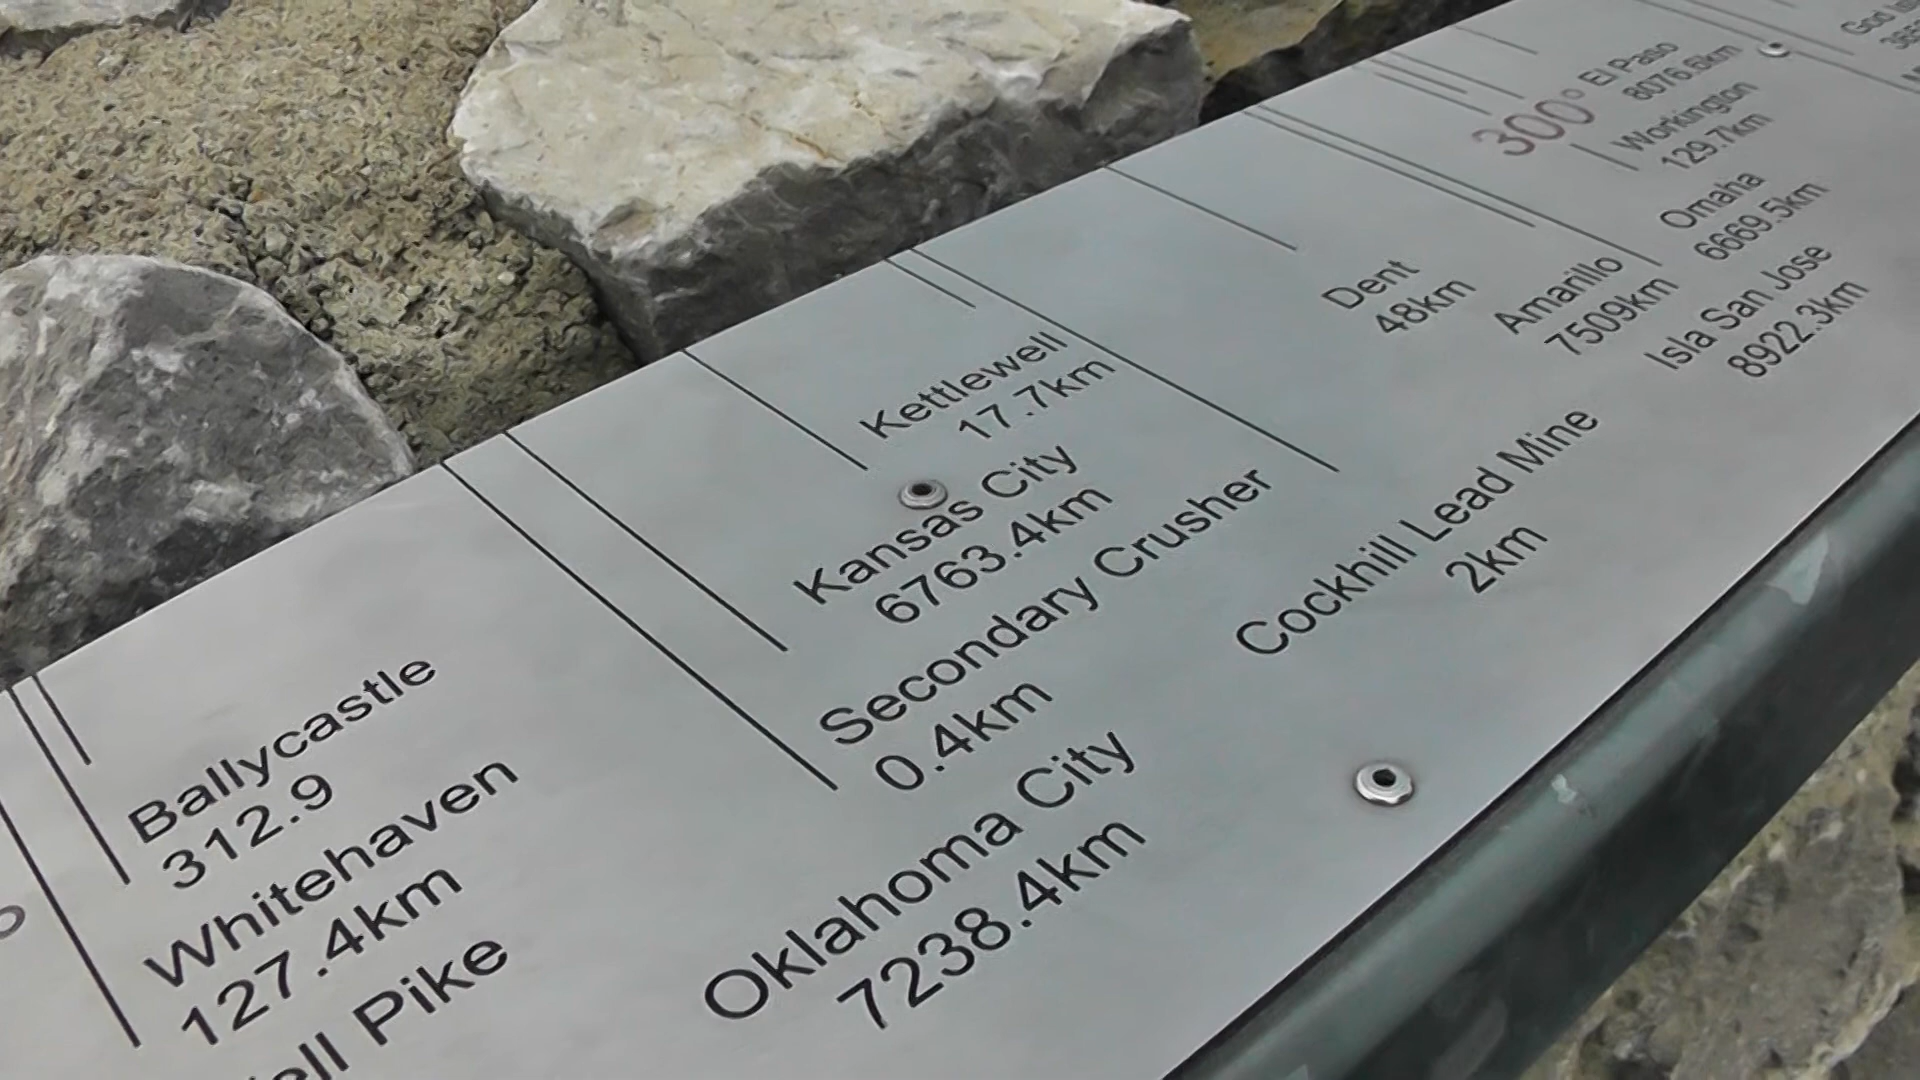 Ballycastle
312.9
Whitehaven
127.4km
Pike
Kettlewell
17.7km
Kansas City
6763.4km
Secondary Crusher
0.4km
Oklahoma City
7238.4km
Dent
48km
Cockhill Lead Mine
2km
300°
El Paso
8076.6km
Workington
129.7km
Omaha
6669.5km
Amarillo
7509km
Isla San Jose
8922.3km